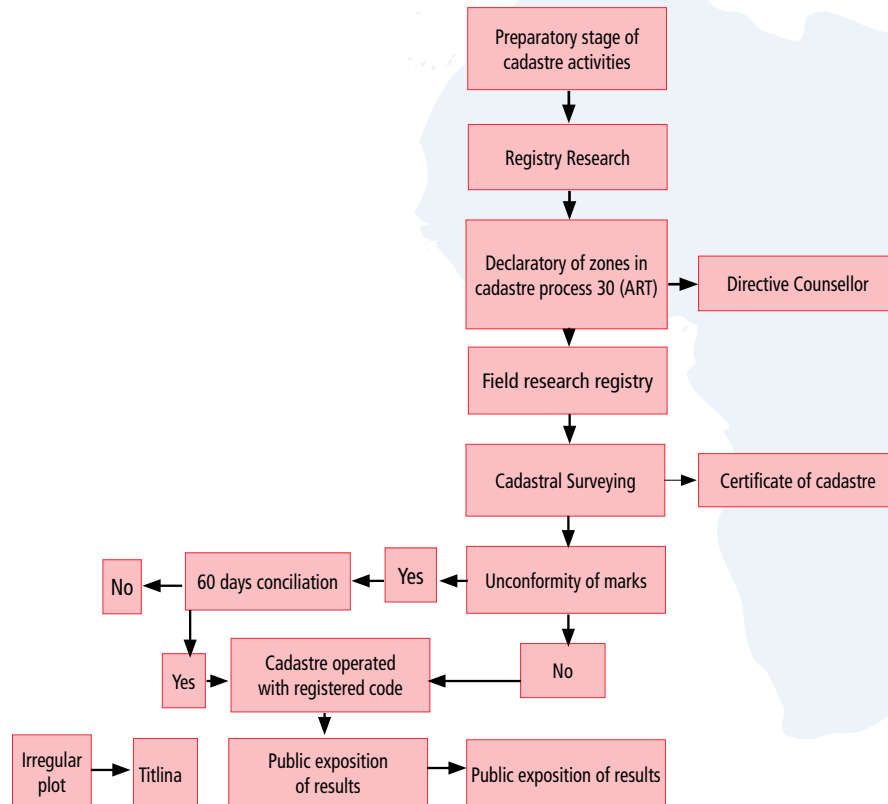 Preparatory stage of
cadastre activities
Registry Research
Declaratory of zones in
cadastre process 30 (ART)
Directive Counsellor
Field research registry
Cadastral Surveying
Certificate of cadastre
No
60 days conciliation
Yes
Unconformity of marks
Yes
Cadastre operated
with registered code
No
Irregular
plot
Titlina
Public exposition
of results
Public exposition of results